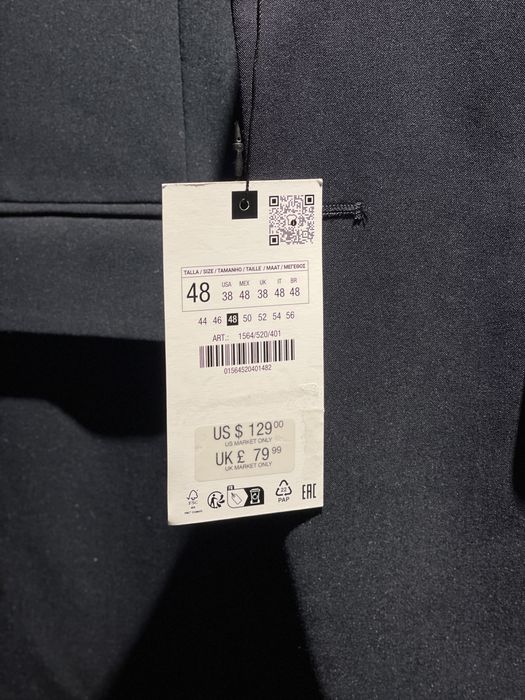 TALLA / SIZE / TAMANHO / TAILLE / MAAT / ΜΕΓΕΘΟΣ
48 USA 38 MEX 48 UK 38 IT 48 BR 48
44 46 48 50 52 54 56
ART.: 1564/520/401
01564520401482
US $ 129 00
US MARKET ONLY
UK £ 79 99
UK MARKET ONLY
FSC
22
PAP
EAC